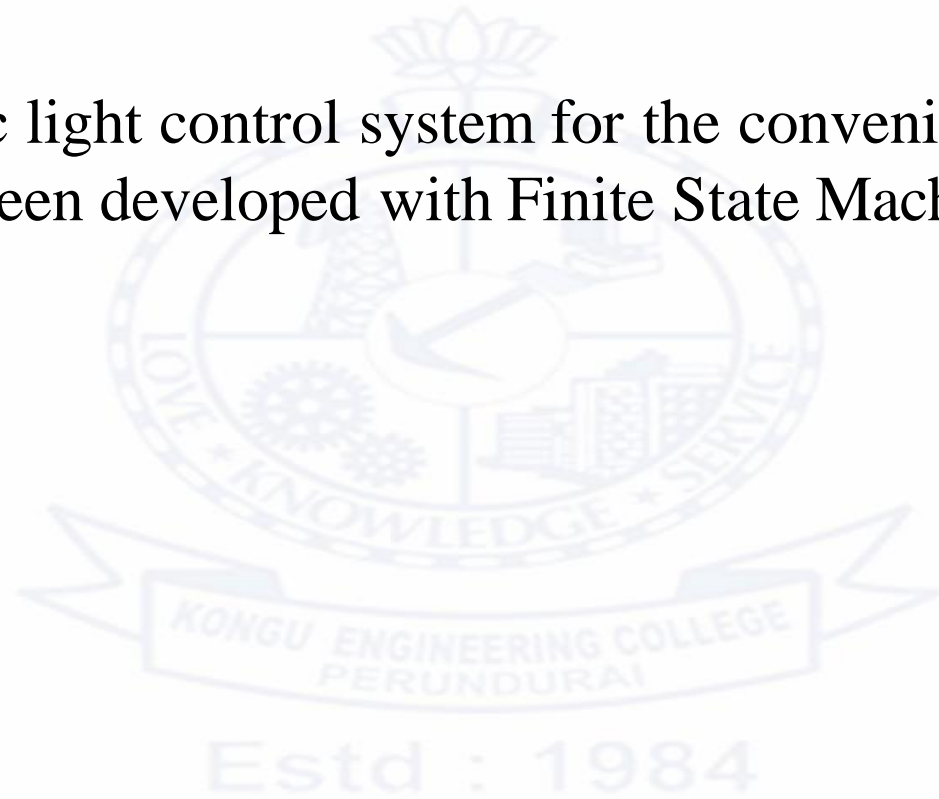 c light control system for the conveni
een developed with Finite State Mach
LOVE * KNOWLEDGE * SERVICE
KONGU ENGINEERING COLLEGE
PERUNDURAI
Estd : 1984